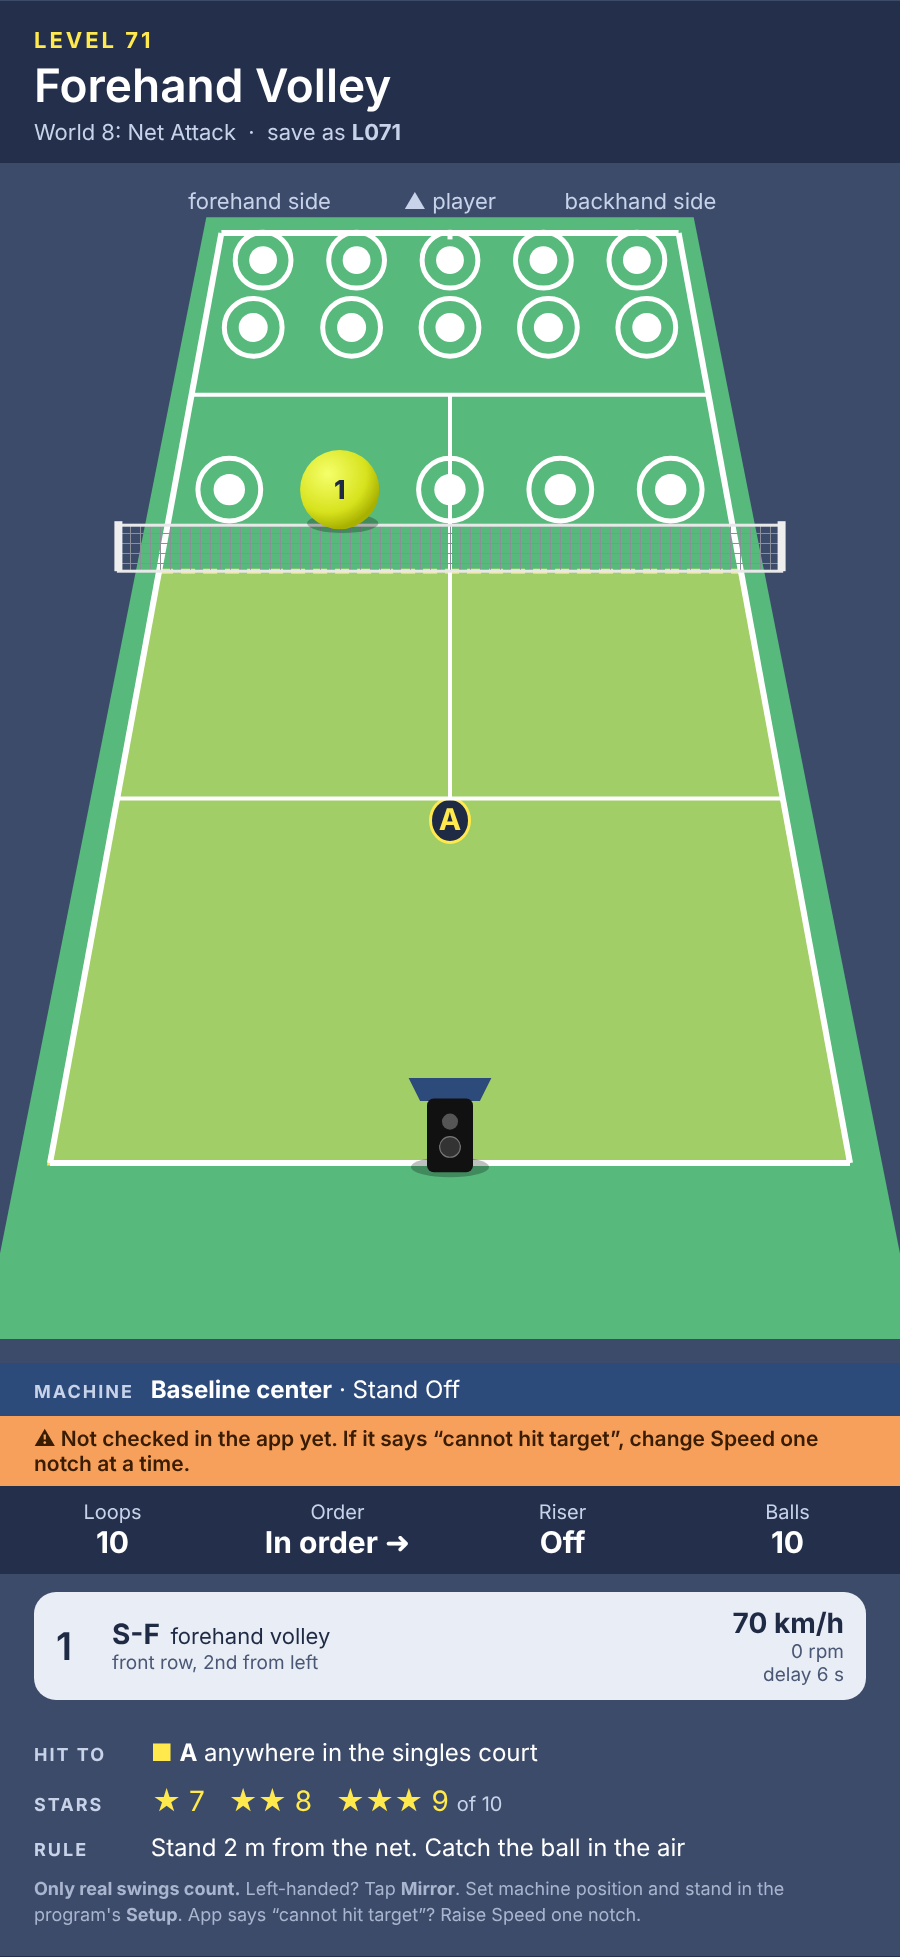 LEVEL 71
Forehand Volley
World 8: Net Attack · save as L071
forehand side ▲ player backhand side
1
A
MACHINE Baseline center · Stand Off
⚠ Not checked in the app yet. If it says “cannot hit target”, change Speed one
notch at a time.
Loops Order Riser Balls
10 In order ➜ Off 10
1 S-F forehand volley 70 km/h
front row, 2nd from left 0 rpm
delay 6 s
HIT TO ■ A anywhere in the singles court
STARS ★ 7 ★★ 8 ★★★ 9 of 10
RULE Stand 2 m from the net. Catch the ball in the air
Only real swings count. Left-handed? Tap Mirror. Set machine position and stand in the
program's Setup. App says “cannot hit target”? Raise Speed one notch.